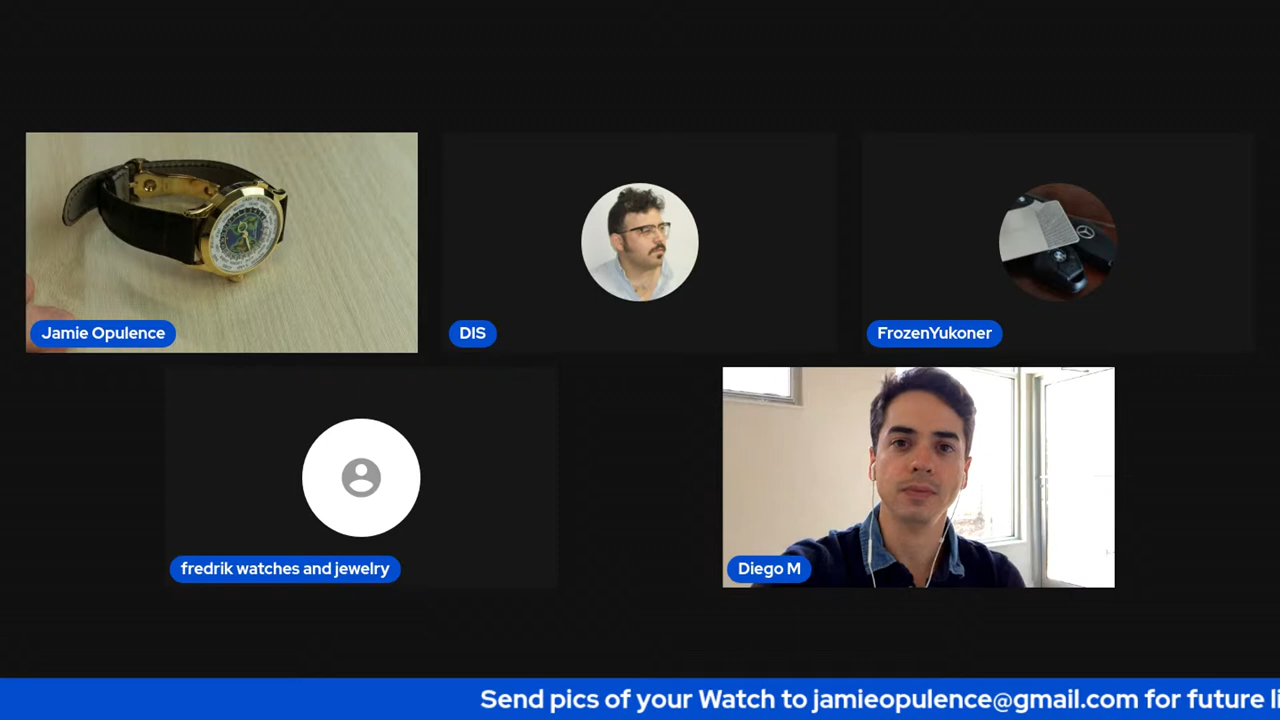 Jamie Opulence
DIS
FrozenYukoner
fredrik watches and jewelry
Diego M
Send pics of your Watch to jamieopulence@gmail.com for future li